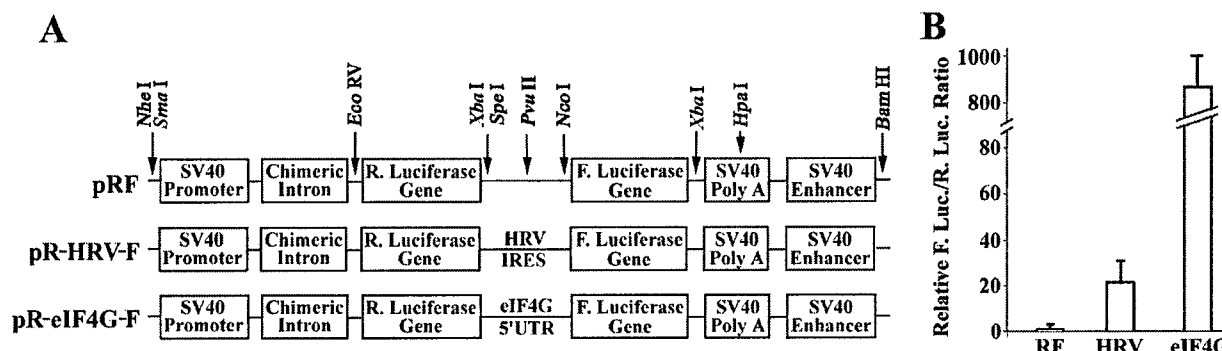 A
Nhe I
Sma I
Eco RV
Xba I
Spe I
Pvu II
Nco I
Xba I
Hpa I
Bam HI
pRF
SV40 Promoter
Chimeric Intron
R. Luciferase Gene
F. Luciferase Gene
SV40 Poly A
SV40 Enhancer
pR-HRV-F
SV40 Promoter
Chimeric Intron
R. Luciferase Gene
HRV
IRES
F. Luciferase Gene
SV40 Poly A
SV40 Enhancer
pR-eIF4G-F
SV40 Promoter
Chimeric Intron
R. Luciferase Gene
eIF4G
5'UTR
F. Luciferase Gene
SV40 Poly A
SV40 Enhancer
B
Relative F. Luc./R. Luc. Ratio
1000
800
80
60
40
20
0
RF
HRV
eIF4G